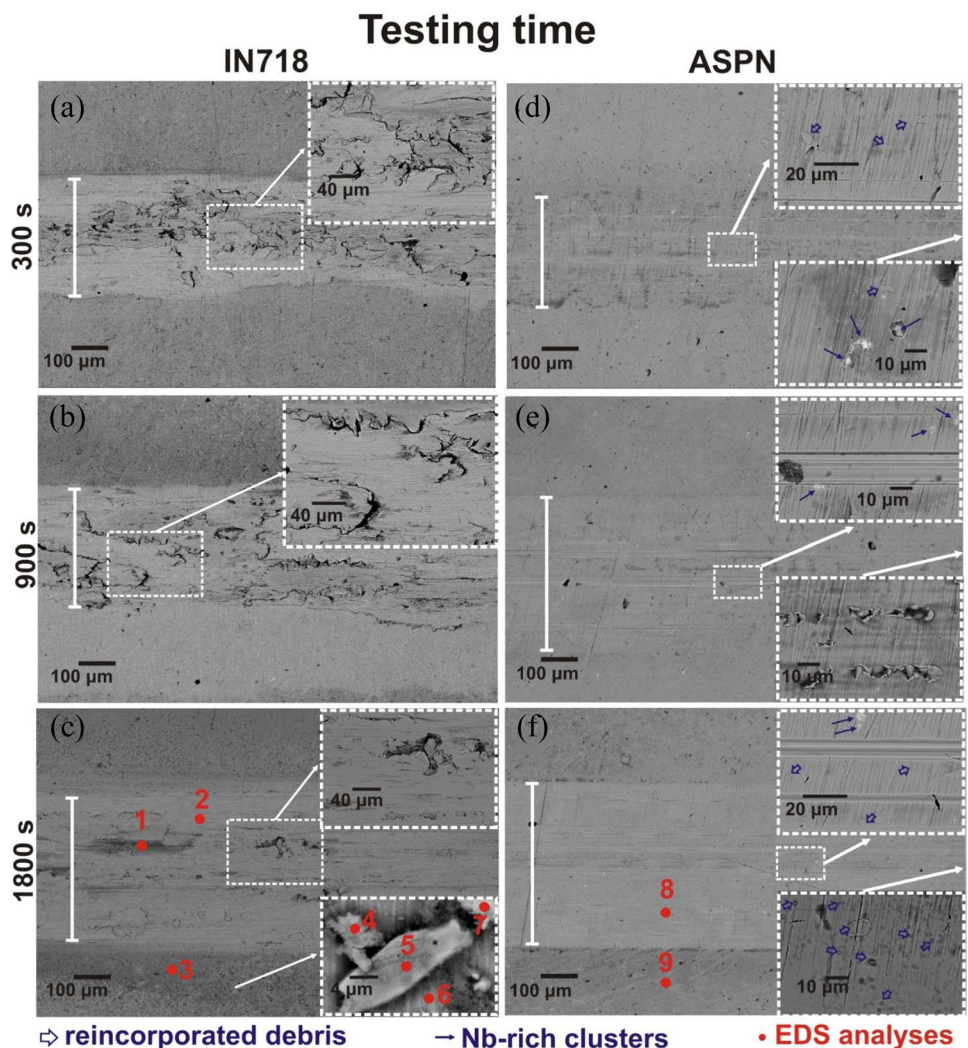 Testing time
IN718
ASPN
300 s
(a)
40 µm
100 µm
(d)
20 µm
10 µm
100 µm
900 s
(b)
40 µm
100 µm
(e)
10 µm
10 µm
100 µm
1800 s
(c)
1
2
3
40 µm
4
5
6
7
4 µm
100 µm
(f)
8
9
20 µm
10 µm
100 µm
reincorporated debris
Nb-rich clusters
EDS analyses